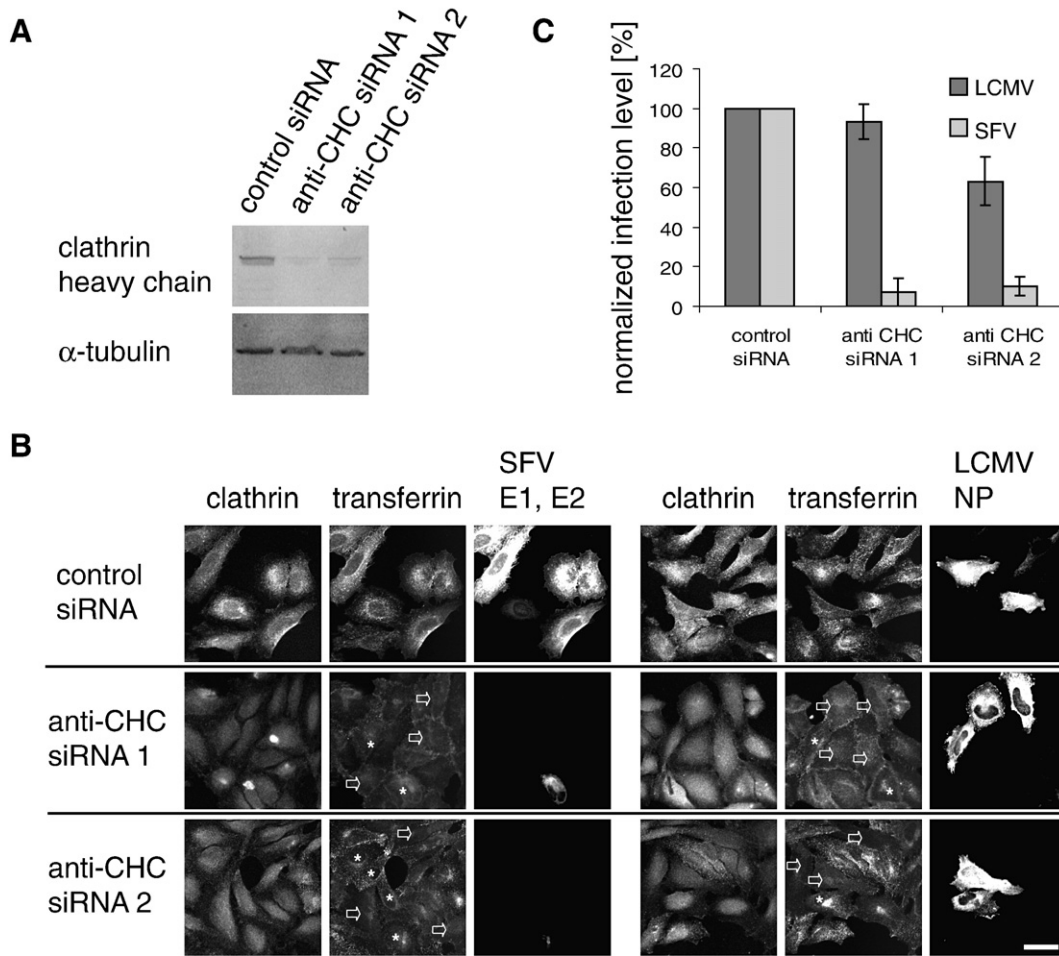 A
control siRNA
anti-CHC siRNA 1
anti-CHC siRNA 2
clathrin
heavy chain
α-tubulin
C
normalized infection level [%]
120
100
80
60
40
20
0
LCMV
SFV
control
siRNA
anti CHC
siRNA 1
anti CHC
siRNA 2
B
clathrin
transferrin
SFV
E1, E2
clathrin
transferrin
LCMV
NP
control
siRNA
anti-CHC
siRNA 1
*
*
*
*
anti-CHC
siRNA 2
*
*
*
*
*
*
*